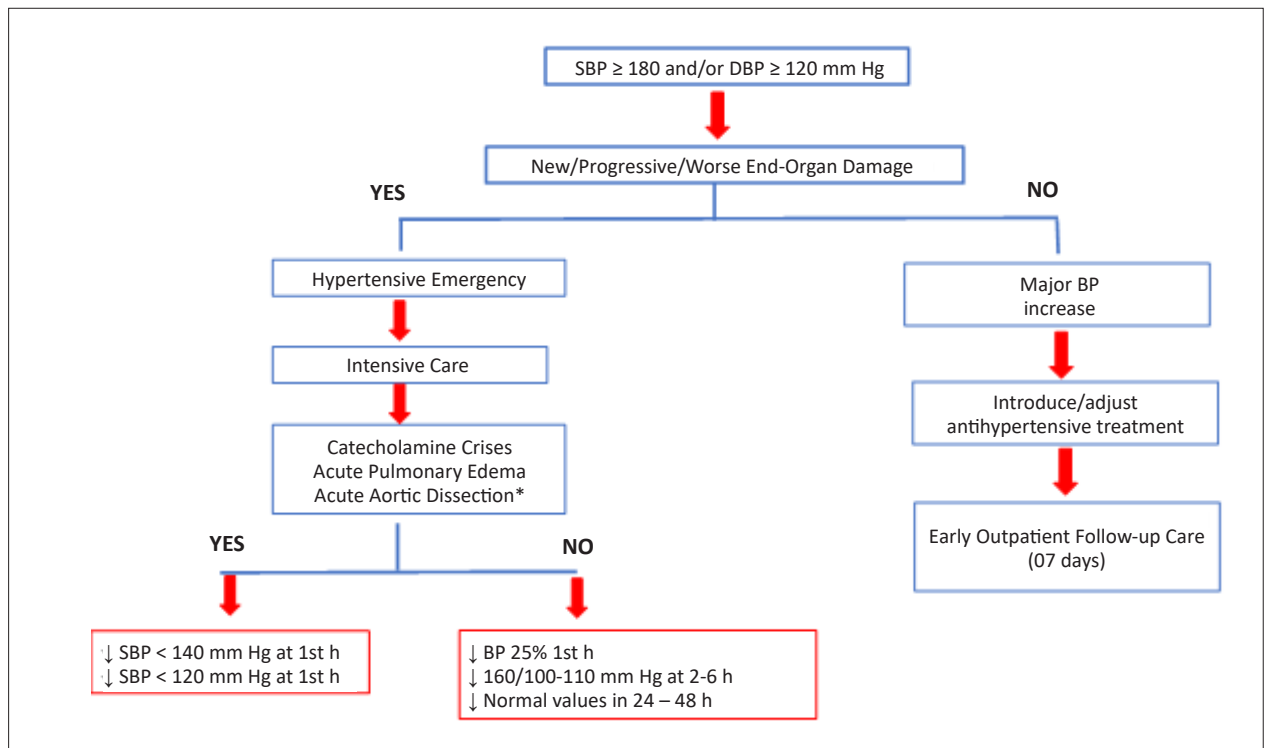 SBP ≥ 180 and/or DBP ≥ 120 mm Hg
New/Progressive/Worse End-Organ Damage
YES
NO
Hypertensive Emergency
Major BP
increase
Intensive Care
Introduce/adjust
antihypertensive treatment
Catecholamine Crises
Acute Pulmonary Edema
Acute Aortic Dissection*
Early Outpatient Follow-up Care
(07 days)
YES
NO
↓ SBP < 140 mm Hg at 1st h
↓ SBP < 120 mm Hg at 1st h
↓ BP 25% 1st h
↓ 160/100-110 mm Hg at 2-6 h
↓ Normal values in 24 – 48 h